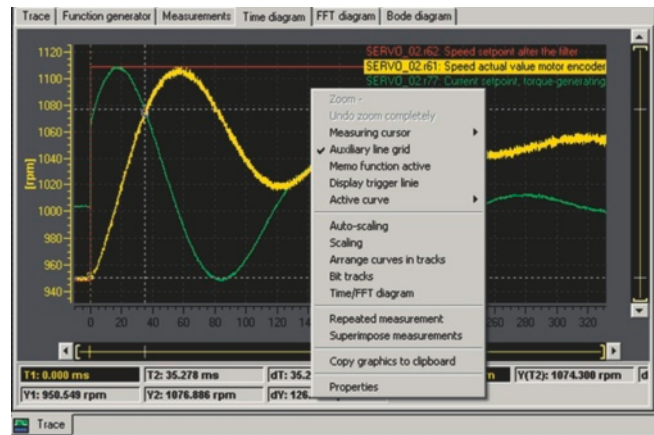 Trace Function generator Measurements Time diagram FFT diagram Bode diagram
SERVO_02.r62: Speed setpoint after the filter
SERVO_02.r61: Speed actual value motor encoder
SERVO_02.r77: Current setpoint, torque-generating
1120
1100
1080
1060
1040
1020
1000
980
960
940
[rpm]
Zoom -
Undo zoom completely
Measuring cursor
Auxiliary line grid
Memo function active
Display trigger linie
Active curve
Auto-scaling
Scaling
Arrange curves in tracks
Bit tracks
Time/FFT diagram
Repeated measurement
Superimpose measurements
Copy graphics to clipboard
Properties
0 20 40 60 80 100 120 14 260 280 300 320
T1: 0.000 ms T2: 35.278 ms dT: 35.2 m Y(T2): 1074.300 rpm d
Y1: 950.549 rpm Y2: 1076.886 rpm dY: 126.
Trace